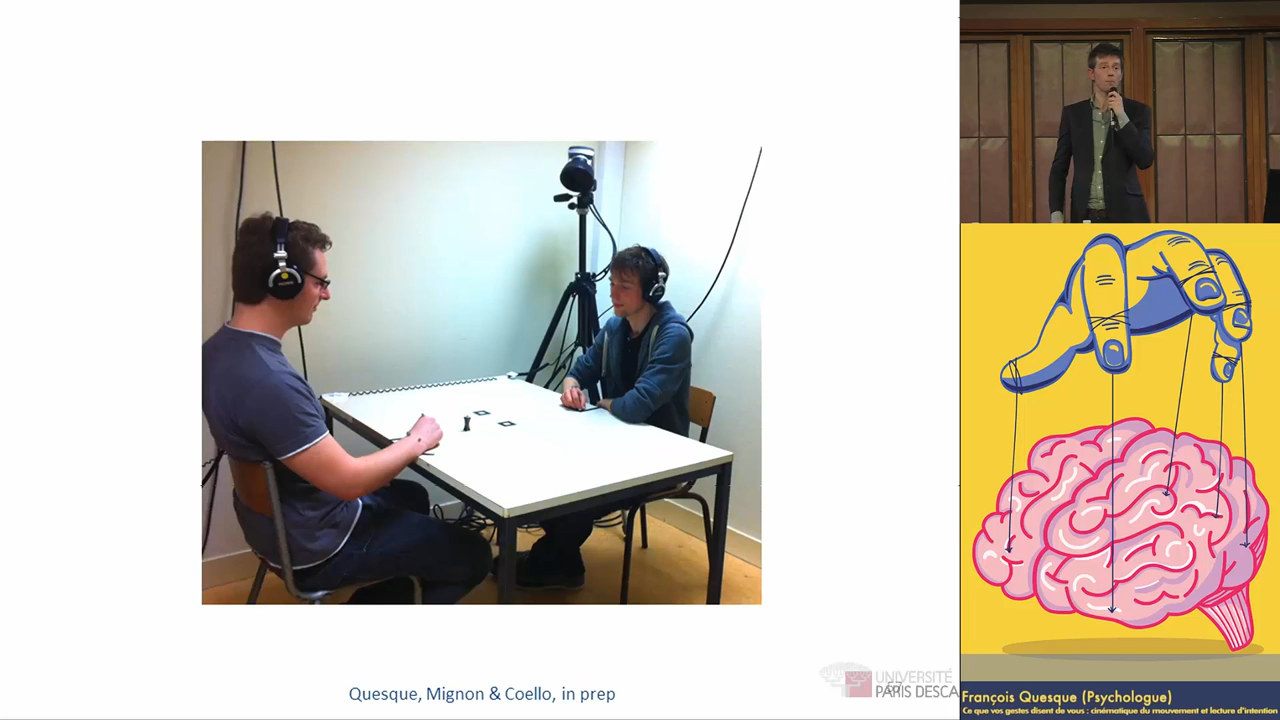 Quesque, Mignon & Coello, in prep
UNIVERSITÉ
PARIS DESCA
François Quesque (Psychologue)
Ce que vos gestes disent de vous : cinématique du mouvement et lecture d'intention